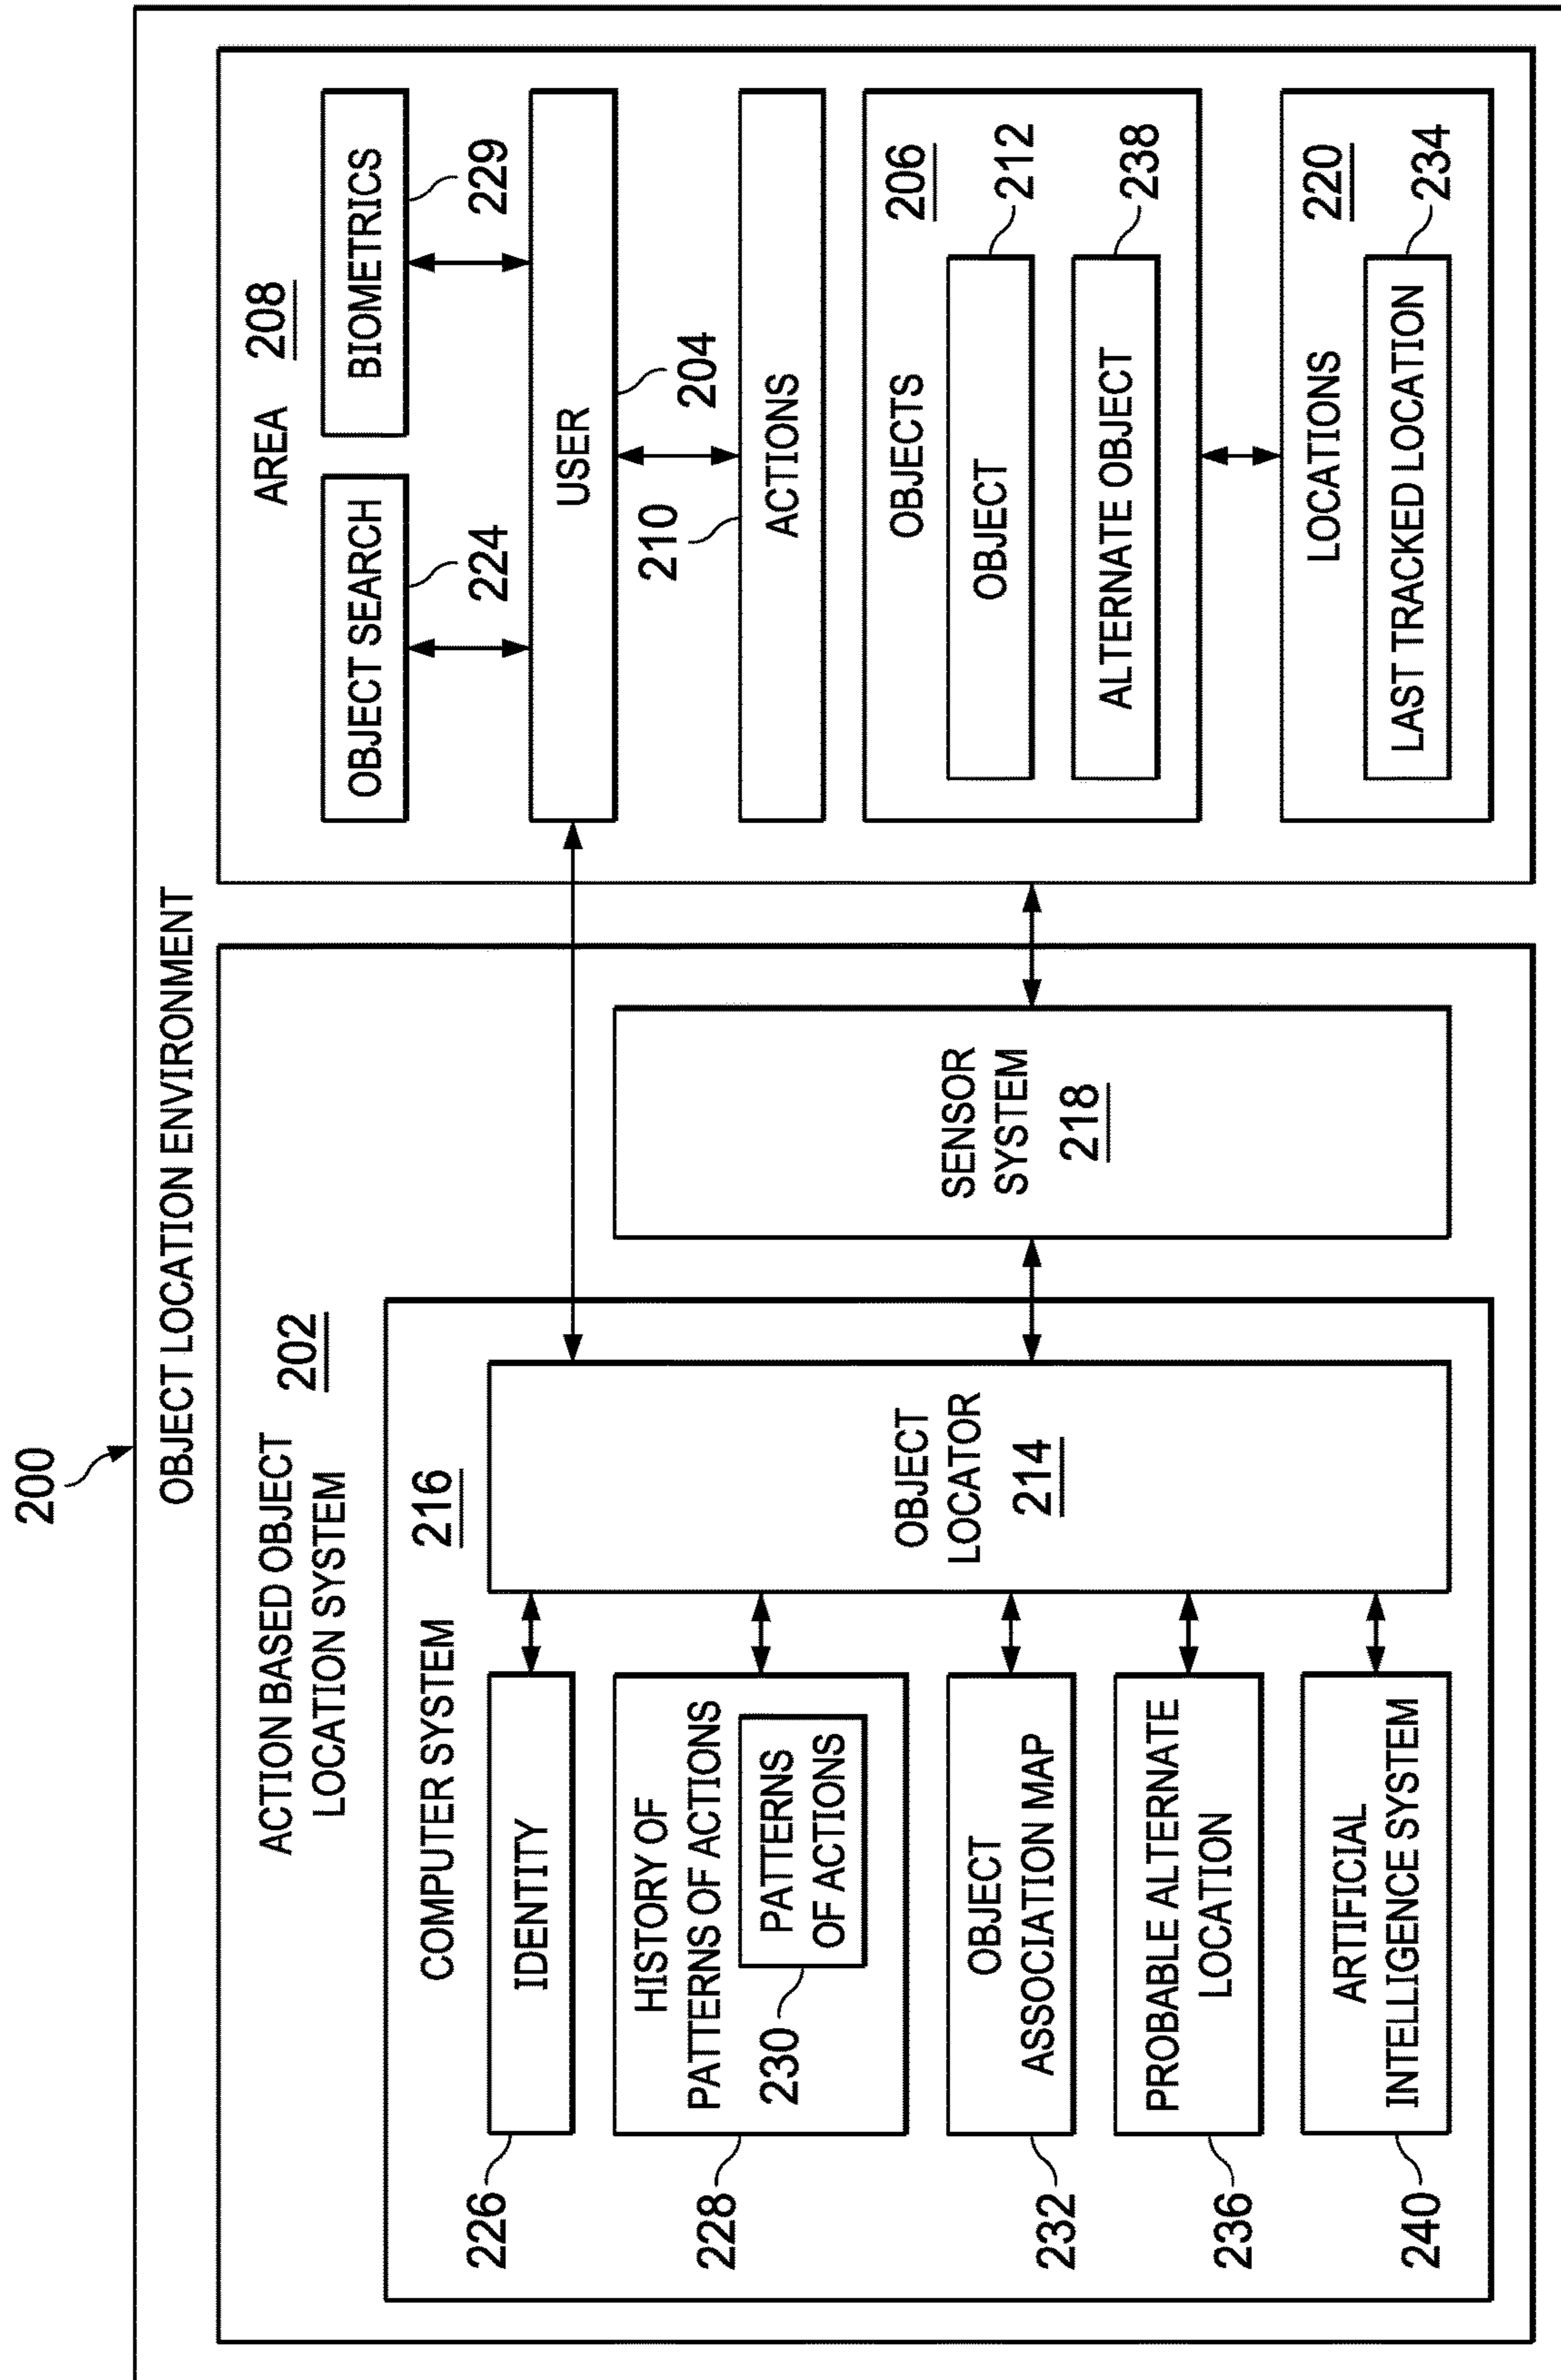 200
OBJECT LOCATION ENVIRONMENT
ACTION BASED OBJECT
LOCATION SYSTEM
202
COMPUTER SYSTEM
216
IDENTITY
226
HISTORY OF
PATTERNS OF ACTIONS
PATTERNS
OF ACTIONS
230
228
OBJECT
ASSOCIATION MAP
232
PROBABLE ALTERNATE
LOCATION
236
ARTIFICIAL
INTELLIGENCE SYSTEM
240
OBJECT
LOCATOR
214
SENSOR
SYSTEM
218
AREA
208
OBJECT SEARCH
224
BIOMETRICS
229
USER
204
210
ACTIONS
OBJECTS
206
OBJECT
212
ALTERNATE OBJECT
238
LOCATIONS
220
LAST TRACKED LOCATION
234